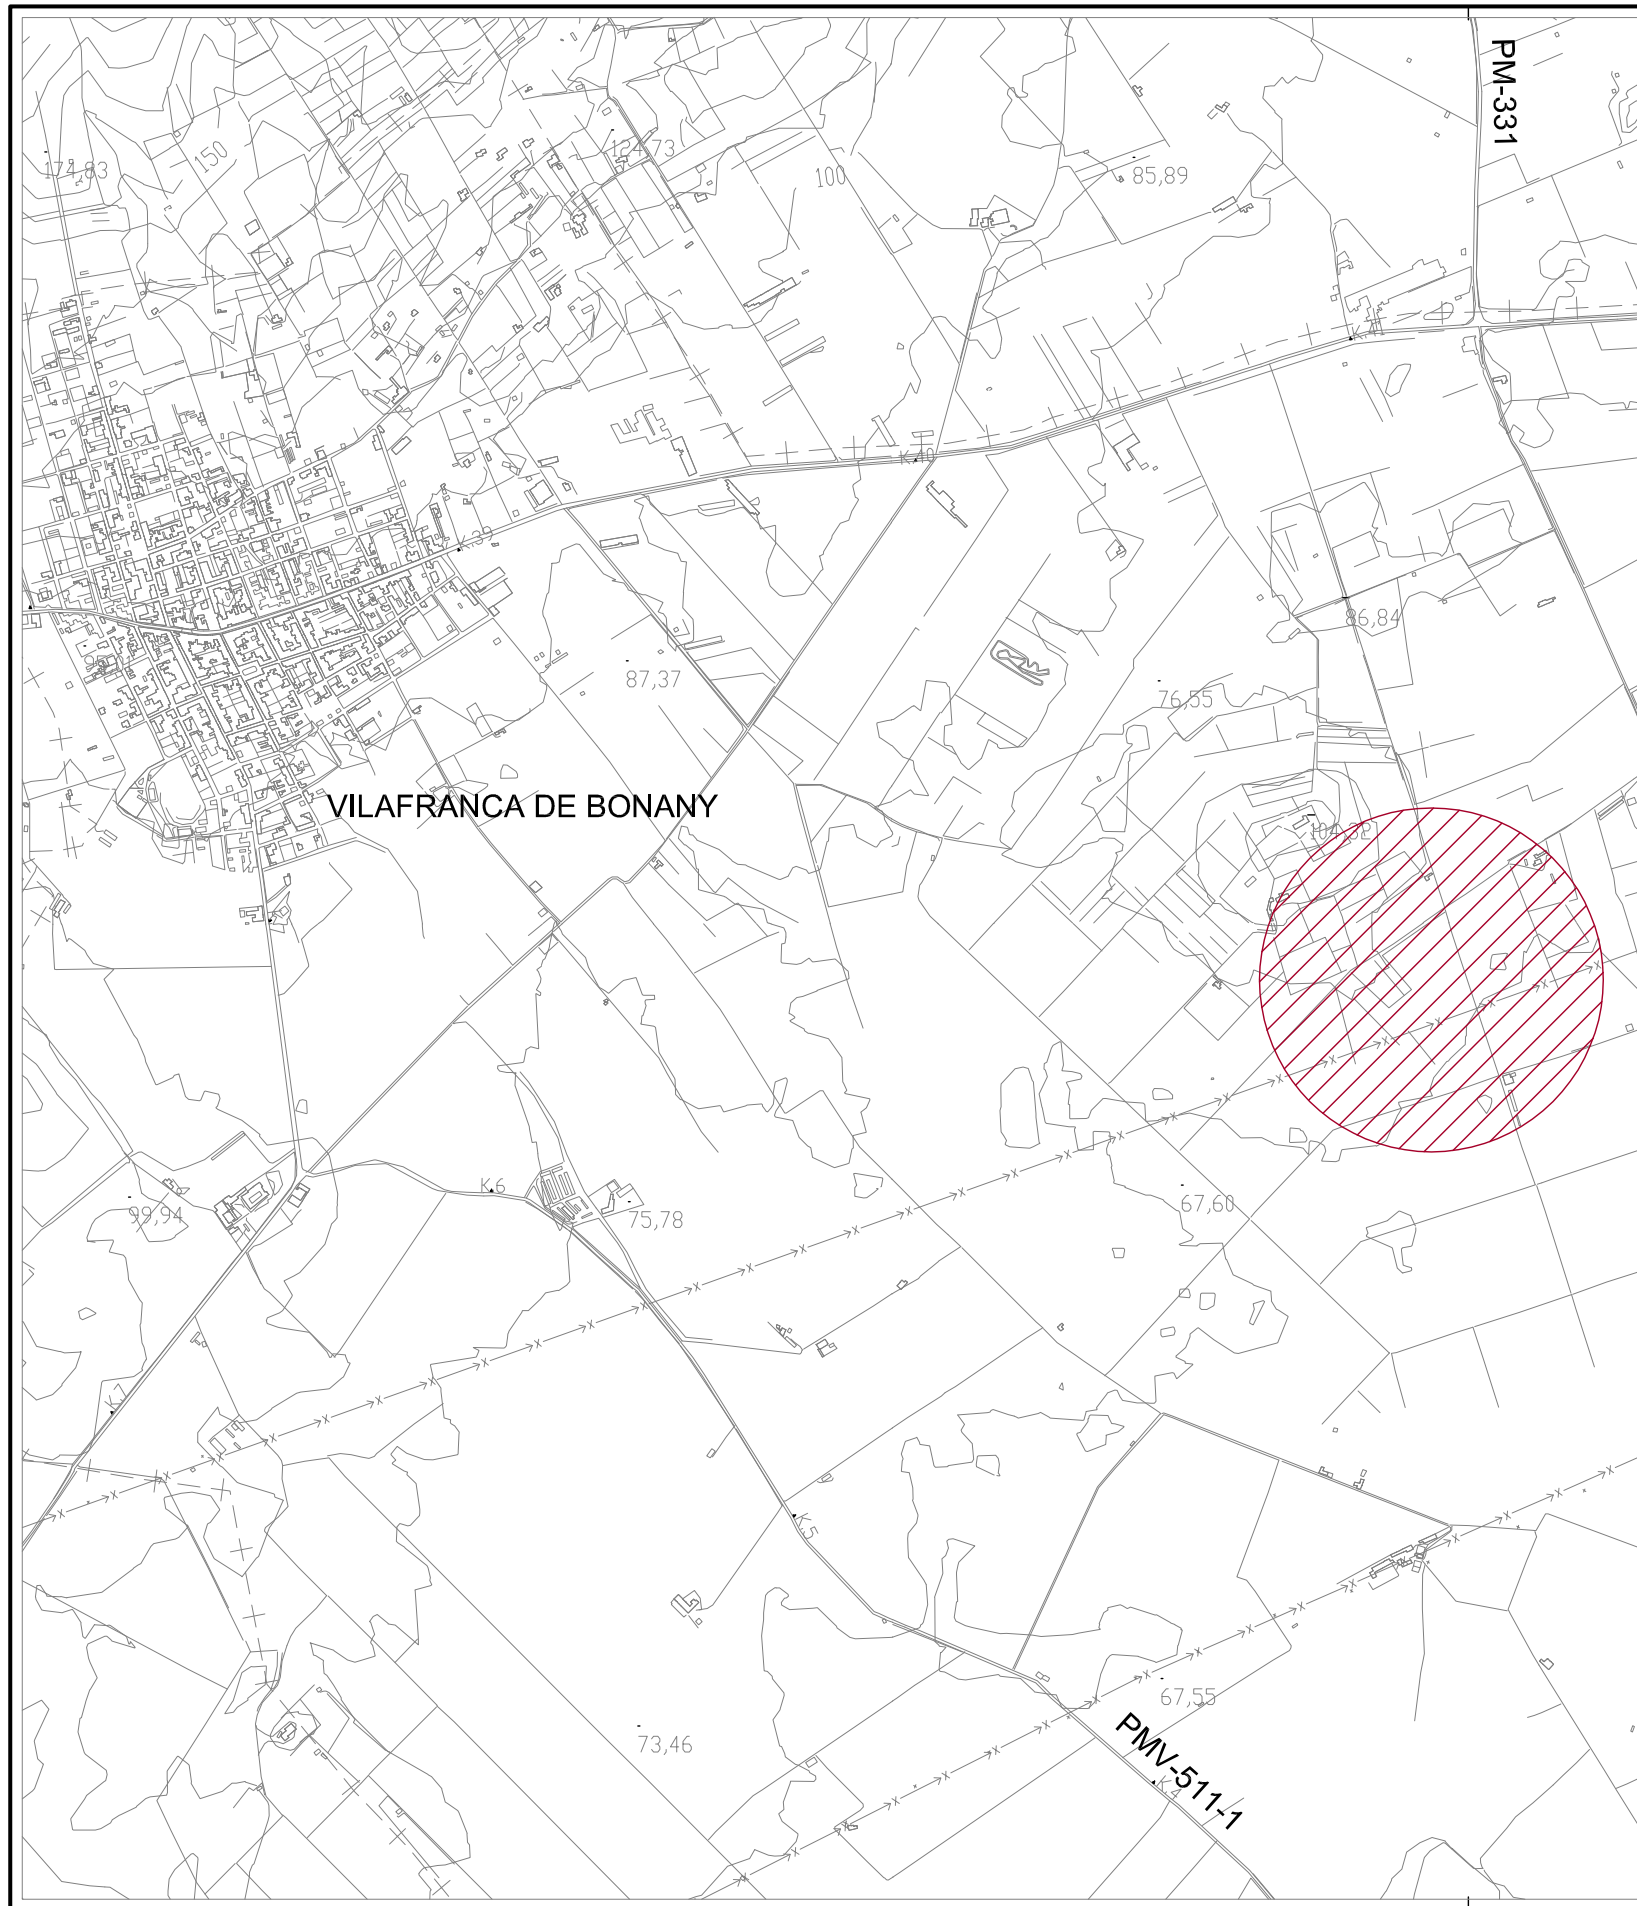 PM-331
174,83
150
124,73
100
85,89
K.40
K.39
86,84
87,37
76,55
VILAFRANCA DE BONANY
104,32
K.6
99,94
75,78
67,60
K.7
K.5
67,55
73,46
PMV-511-1
K.4